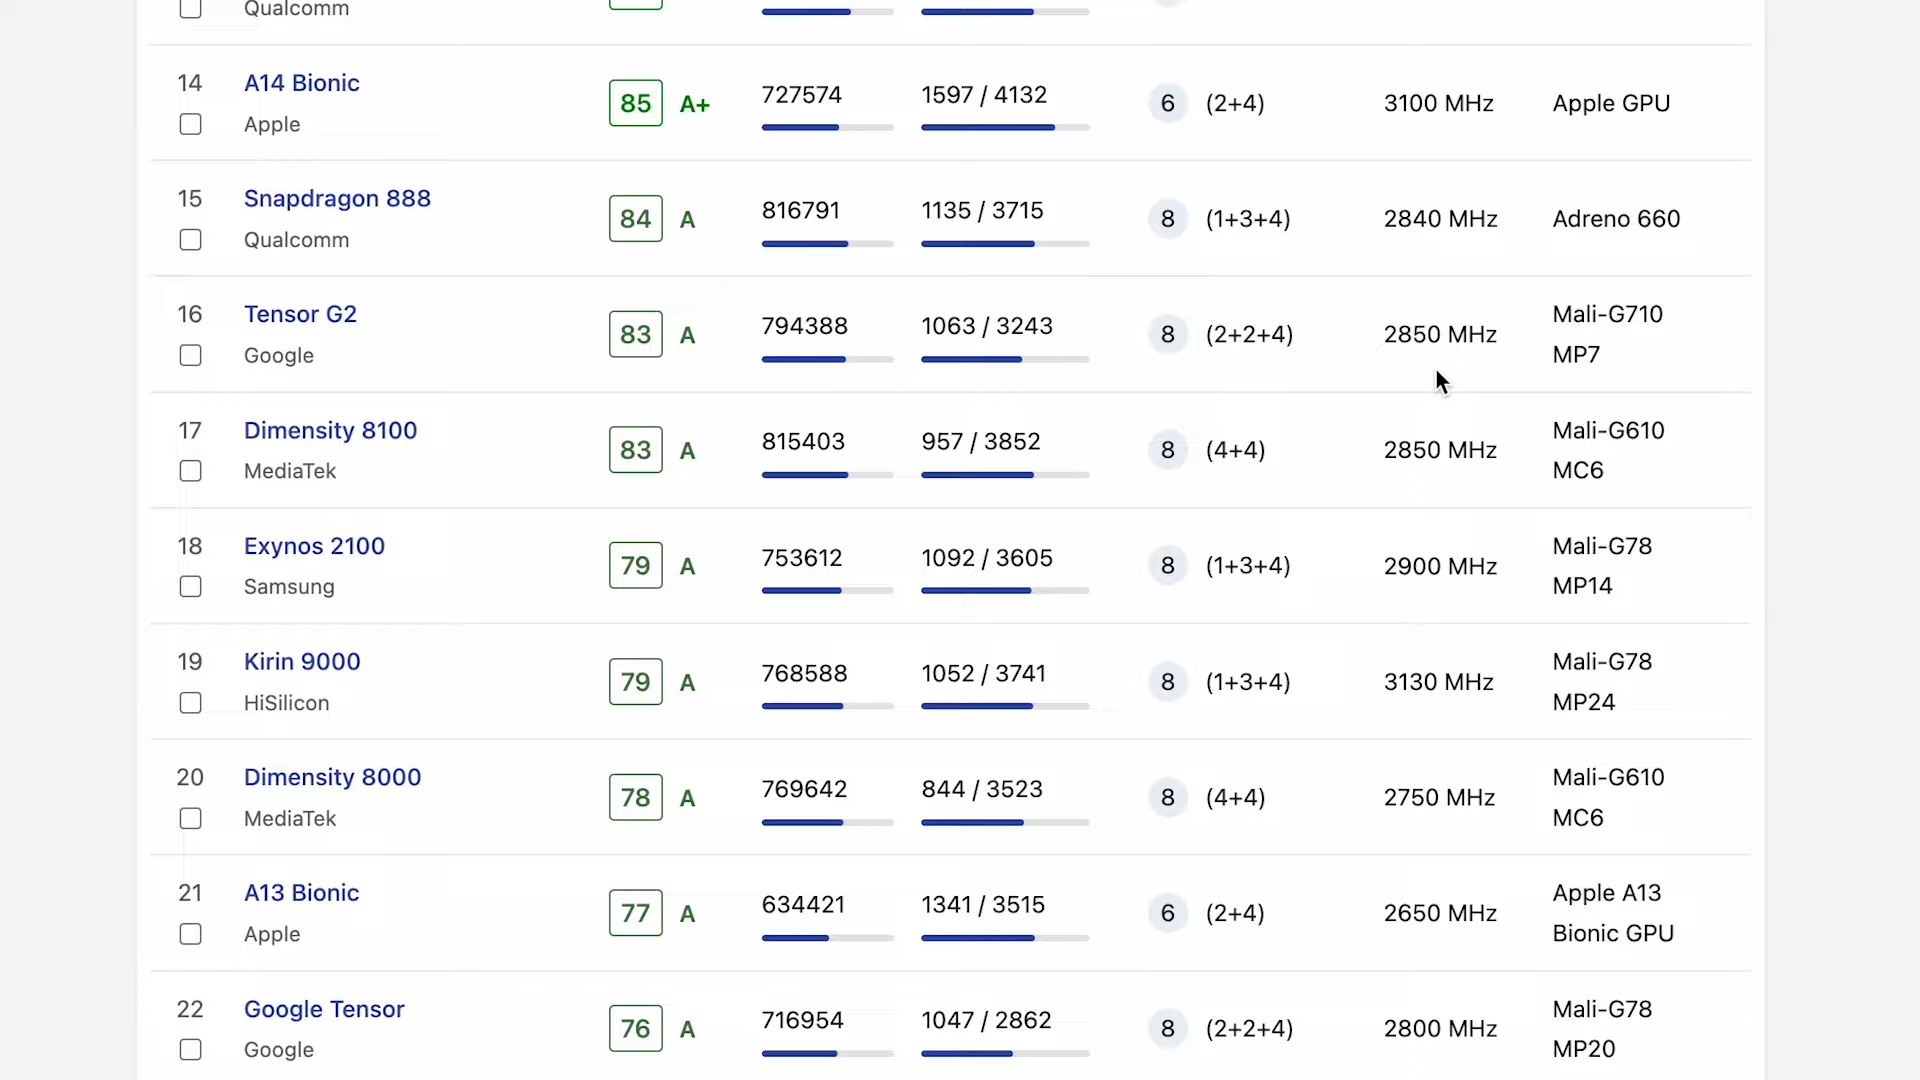 Qualcomm
14 A14 Bionic 85 A+ 727574 1597 / 4132 6 (2+4) 3100 MHz Apple GPU
Apple
15 Snapdragon 888 84 A 816791 1135 / 3715 8 (1+3+4) 2840 MHz Adreno 660
Qualcomm
16 Tensor G2 83 A 794388 1063 / 3243 8 (2+2+4) 2850 MHz Mali-G710
Google MP7
17 Dimensity 8100 83 A 815403 957 / 3852 8 (4+4) 2850 MHz Mali-G610
MediaTek MC6
18 Exynos 2100 79 A 753612 1092 / 3605 8 (1+3+4) 2900 MHz Mali-G78
Samsung MP14
19 Kirin 9000 79 A 768588 1052 / 3741 8 (1+3+4) 3130 MHz Mali-G78
HiSilicon MP24
20 Dimensity 8000 78 A 769642 844 / 3523 8 (4+4) 2750 MHz Mali-G610
MediaTek MC6
21 A13 Bionic 77 A 634421 1341 / 3515 6 (2+4) 2650 MHz Apple A13
Apple Bionic GPU
22 Google Tensor 76 A 716954 1047 / 2862 8 (2+2+4) 2800 MHz Mali-G78
Google MP20